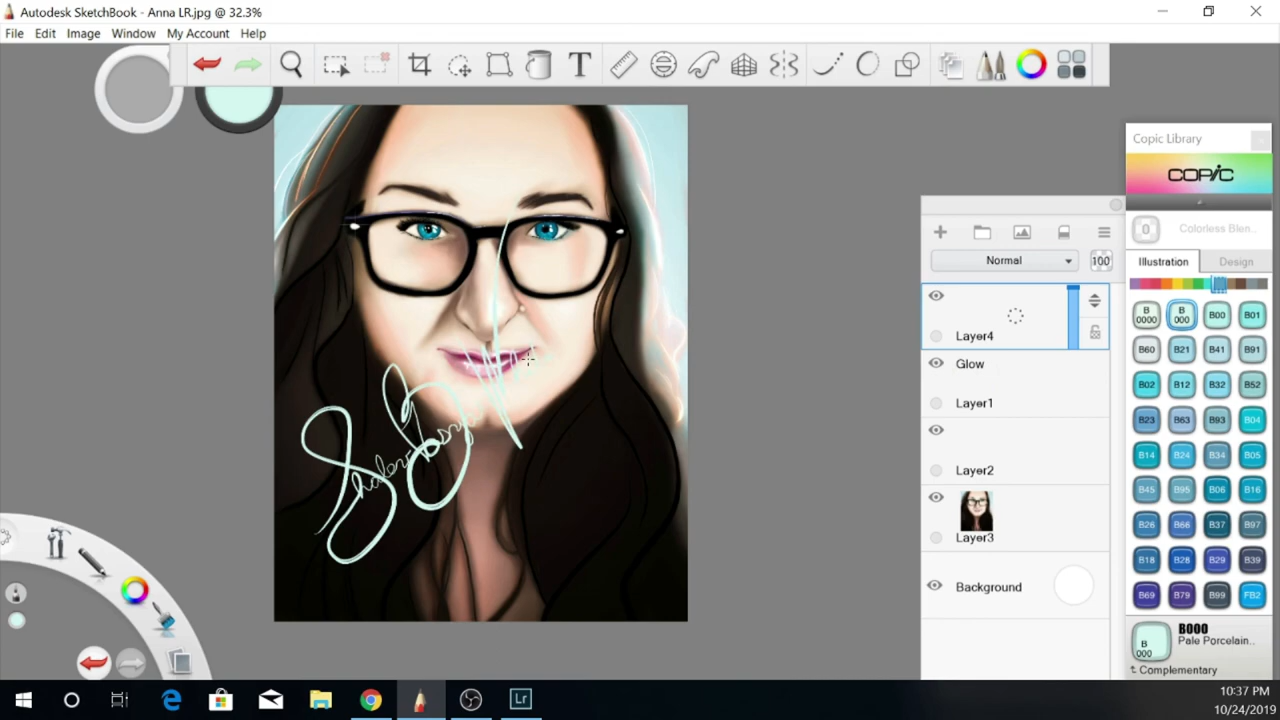 Autodesk SketchBook - Anna LR.jpg @ 32.3%
File Edit Image Window My Account Help
T
Copic Library
COPIC
0 Colorless Blen..
Illustration Design
Normal 100
Layer4
Glow
Layer1
Layer2
Layer3
Background
B 0000 B 000 B00 B01
B60 B21 B41 B91
B02 B12 B32 B52
B23 B63 B93 B04
B14 B24 B34 B05
B45 B95 B06 B16
B26 B66 B37 B97
B18 B28 B29 B39
B69 B79 B99 FB2
B 000
B000
Pale Porcelain..
Complementary
Lr
10:37 PM
10/24/2019